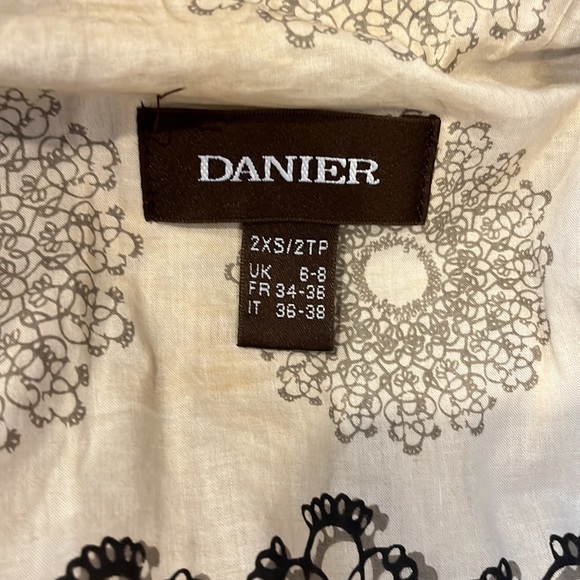 DANIER
2XS/2TP
UK 6-8
FR 34-36
IT 36-38